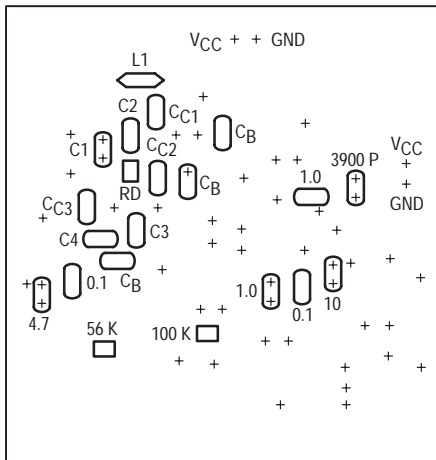 VCC + + GND
L1
C2
CC1
C1
CC2
CB
RD
CB
3900 P
1.0
VCC
GND
CC3
C4
C3
0.1
CB
4.7
1.0
0.1
10
56 K
100 K